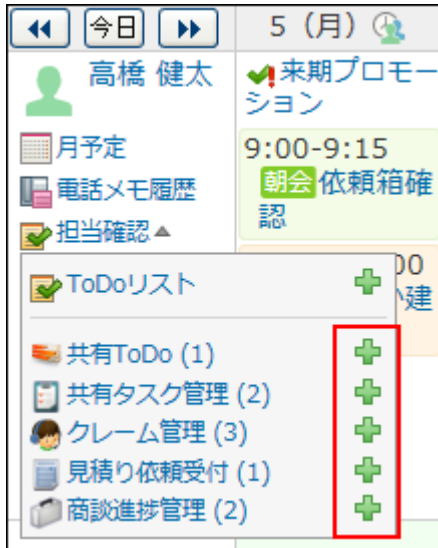 今日
5 (月)
高橋 健太
来期プロモー
ション
月予定
電話メモ履歴
担当確認▲
9:00-9:15
朝会 依頼箱確
認
00
建
ToDoリスト
共有ToDo (1)
共有タスク管理 (2)
クレーム管理 (3)
見積り依頼受付 (1)
商談進捗管理 (2)